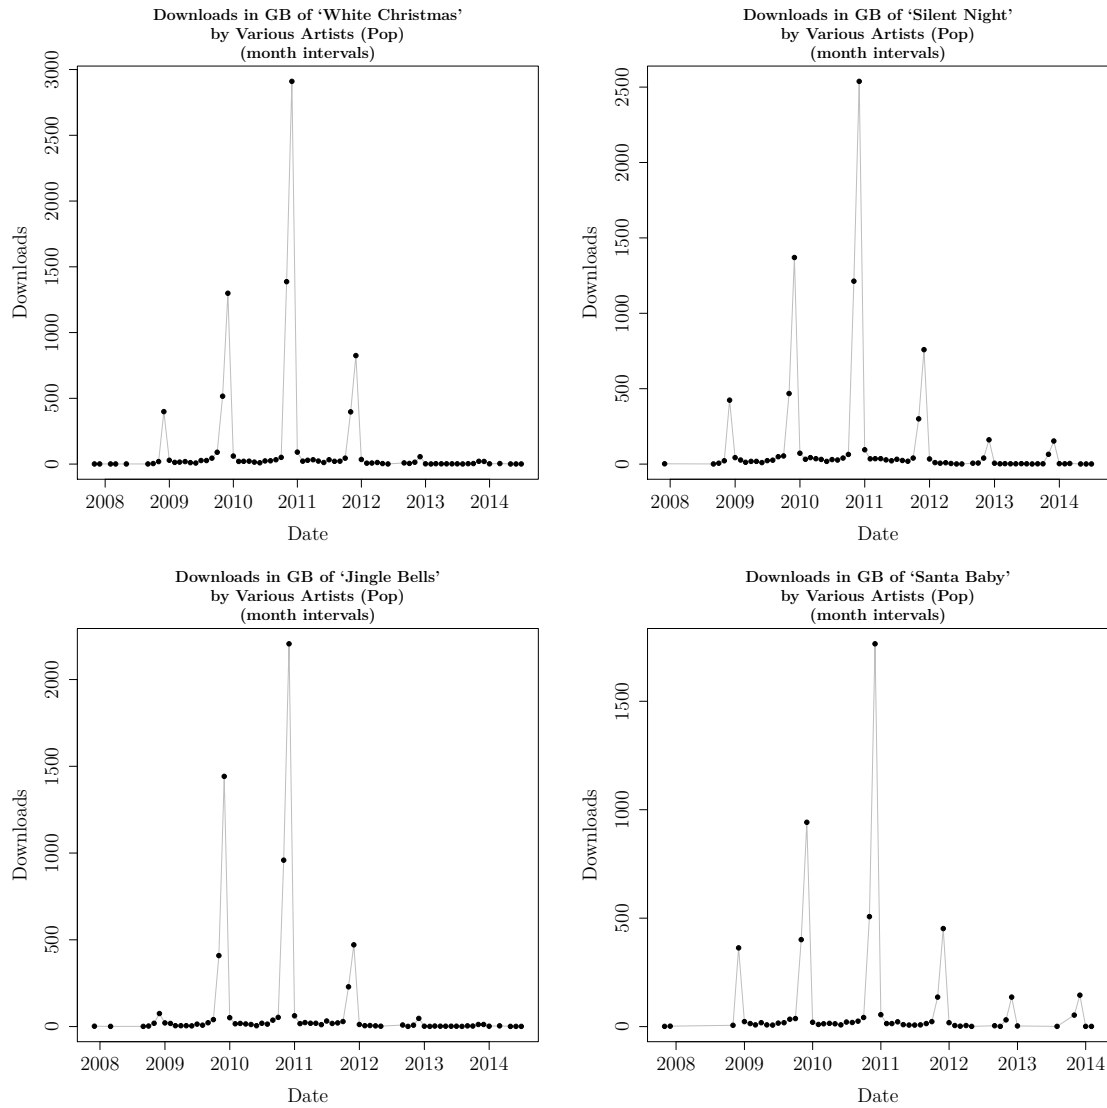 Downloads in GB of ‘White Christmas’
by Various Artists (Pop)
(month intervals)
Downloads
3000
2500
2000
1500
1000
500
0
2008 2009 2010 2011 2012 2013 2014
Date
Downloads in GB of ‘Silent Night’
by Various Artists (Pop)
(month intervals)
Downloads
2500
2000
1500
1000
500
0
2008 2009 2010 2011 2012 2013 2014
Date
Downloads in GB of ‘Jingle Bells’
by Various Artists (Pop)
(month intervals)
Downloads
2000
1500
1000
500
0
2008 2009 2010 2011 2012 2013 2014
Date
Downloads in GB of ‘Santa Baby’
by Various Artists (Pop)
(month intervals)
Downloads
1500
1000
500
0
2008 2009 2010 2011 2012 2013 2014
Date